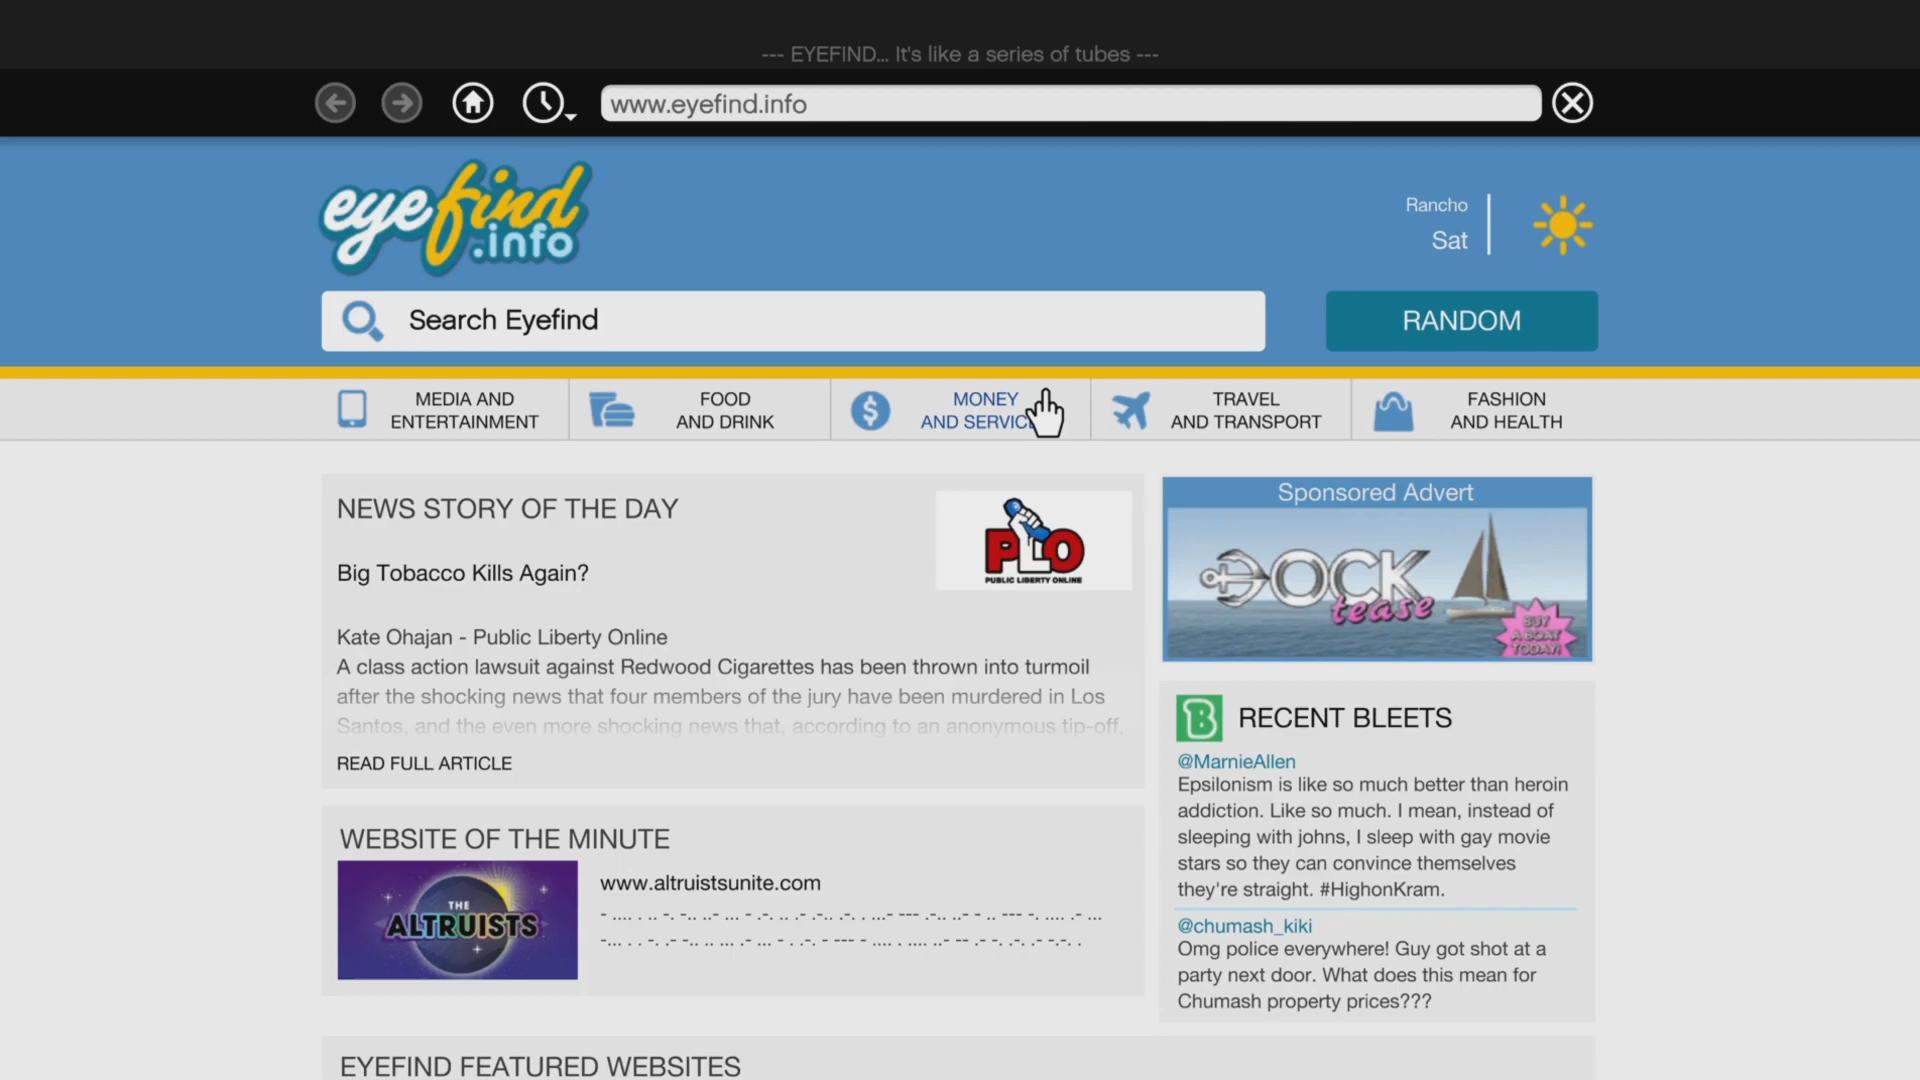 --- EYEFIND... It's like a series of tubes ---
www.eyefind.info
eyefind
.info
Rancho
Sat
Search Eyefind
RANDOM
MEDIA AND
ENTERTAINMENT
FOOD
AND DRINK
MONEY
AND SERVIC
TRAVEL
AND TRANSPORT
FASHION
AND HEALTH
NEWS STORY OF THE DAY
PLO
PUBLIC LIBERTY ONLINE
Big Tobacco Kills Again?
Kate Ohajan - Public Liberty Online
A class action lawsuit against Redwood Cigarettes has been thrown into turmoil
after the shocking news that four members of the jury have been murdered in Los
Santos, and the even more shocking news that, according to an anonymous tip-off,
READ FULL ARTICLE
WEBSITE OF THE MINUTE
THE
ALTRUISTS
www.altruistsunite.com
Sponsored Advert
DOCK
tease
BUY
A BOAT
TODAY!
B
RECENT BLEETS
@MarnieAllen
Epsilonism is like so much better than heroin
addiction. Like so much. I mean, instead of
sleeping with johns, I sleep with gay movie
stars so they can convince themselves
they're straight. #HighonKram.
@chumash_kiki
Omg police everywhere! Guy got shot at a
party next door. What does this mean for
Chumash property prices???
EYEFIND FEATURED WEBSITES